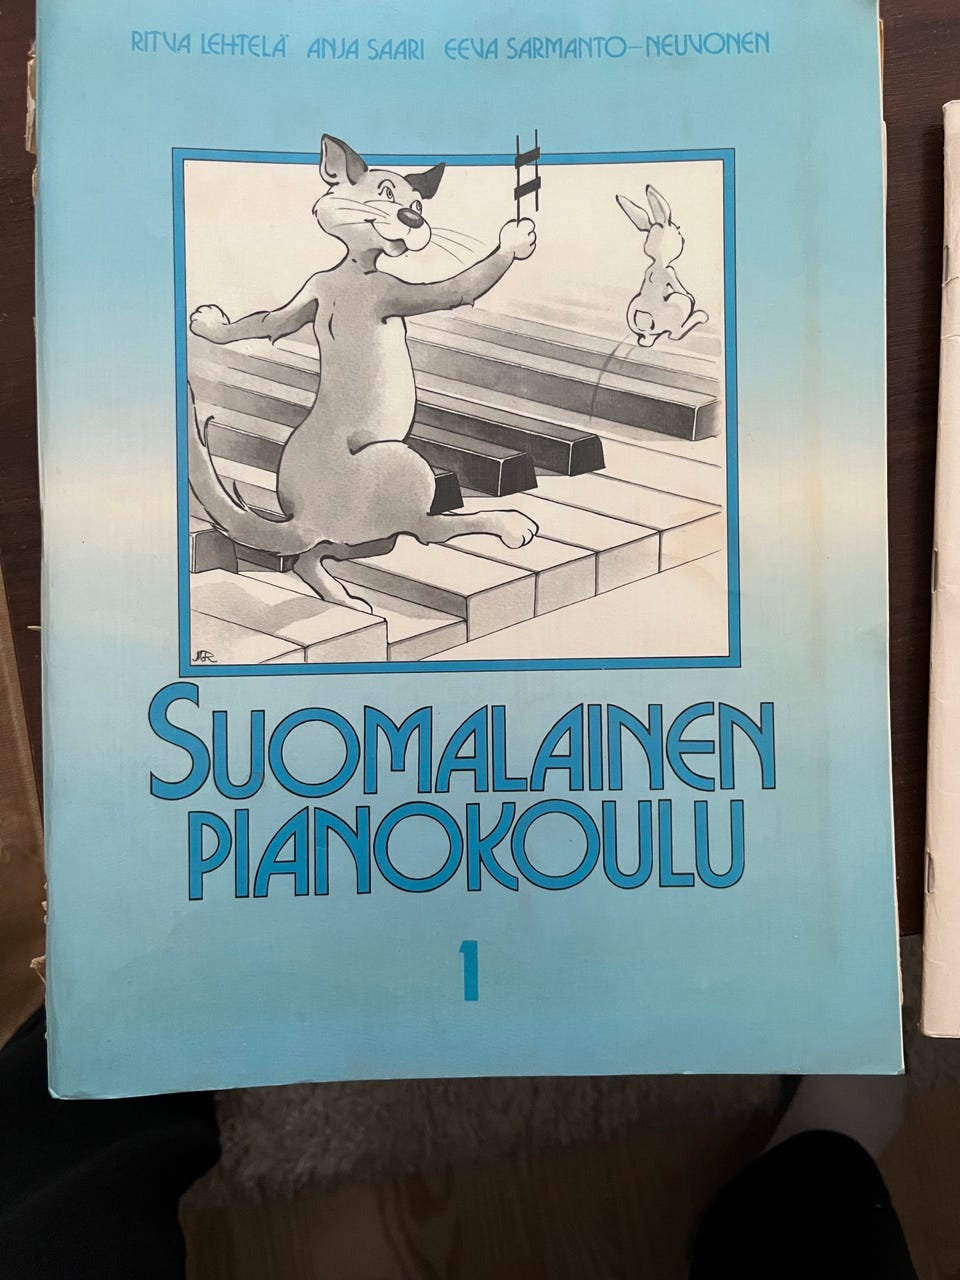 RITVA LEHTELÄ ANJA SAARI EEVA SARMANTO-NEUVONEN
SUOMALAINEN
PIANOKOULU
1